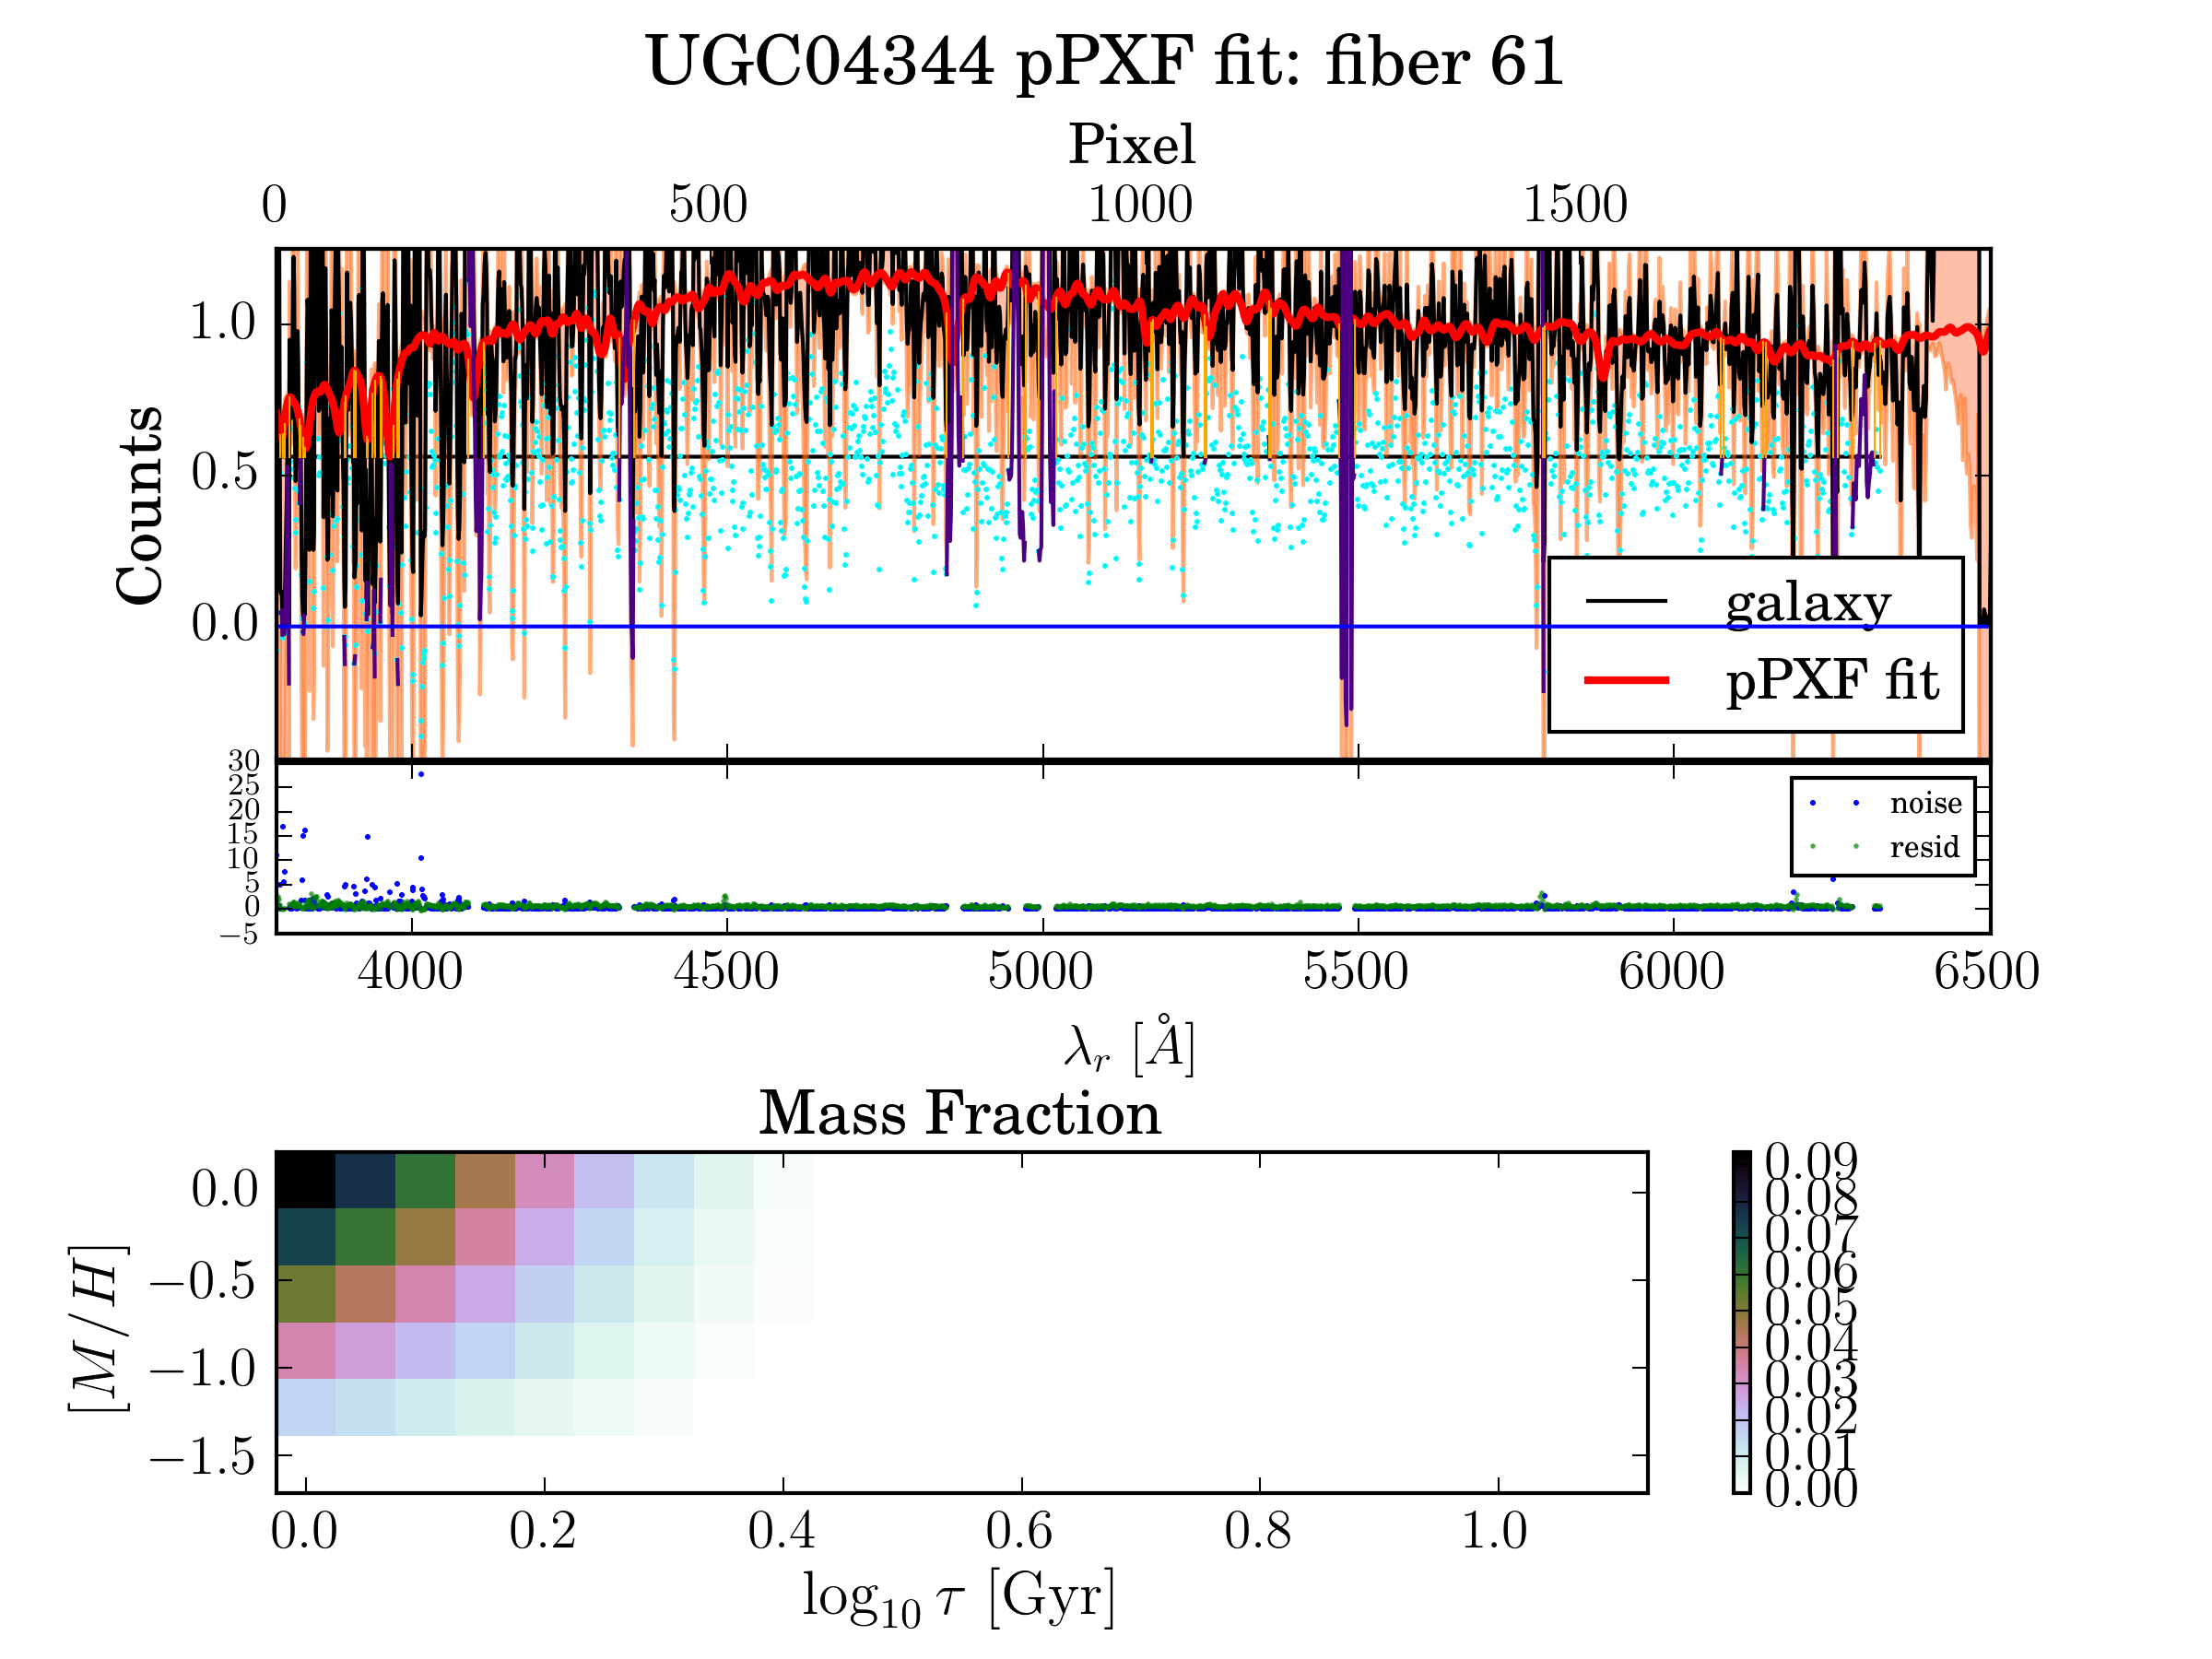 UGC04344 pPXF fit: fiber 61
Pixel
0 500 1000 1500
Counts
1.0
0.5
0.0
galaxy
pPXF fit
30
25
20
15
10
5
0
−5
noise
resid
4000 4500 5000 5500 6000 6500
λr [Å]
Mass Fraction
[M/H]
0.0
−0.5
−1.0
−1.5
0.0 0.2 0.4 0.6 0.8 1.0
log10 τ [Gyr]
0.09
0.08
0.07
0.06
0.05
0.04
0.03
0.02
0.01
0.00